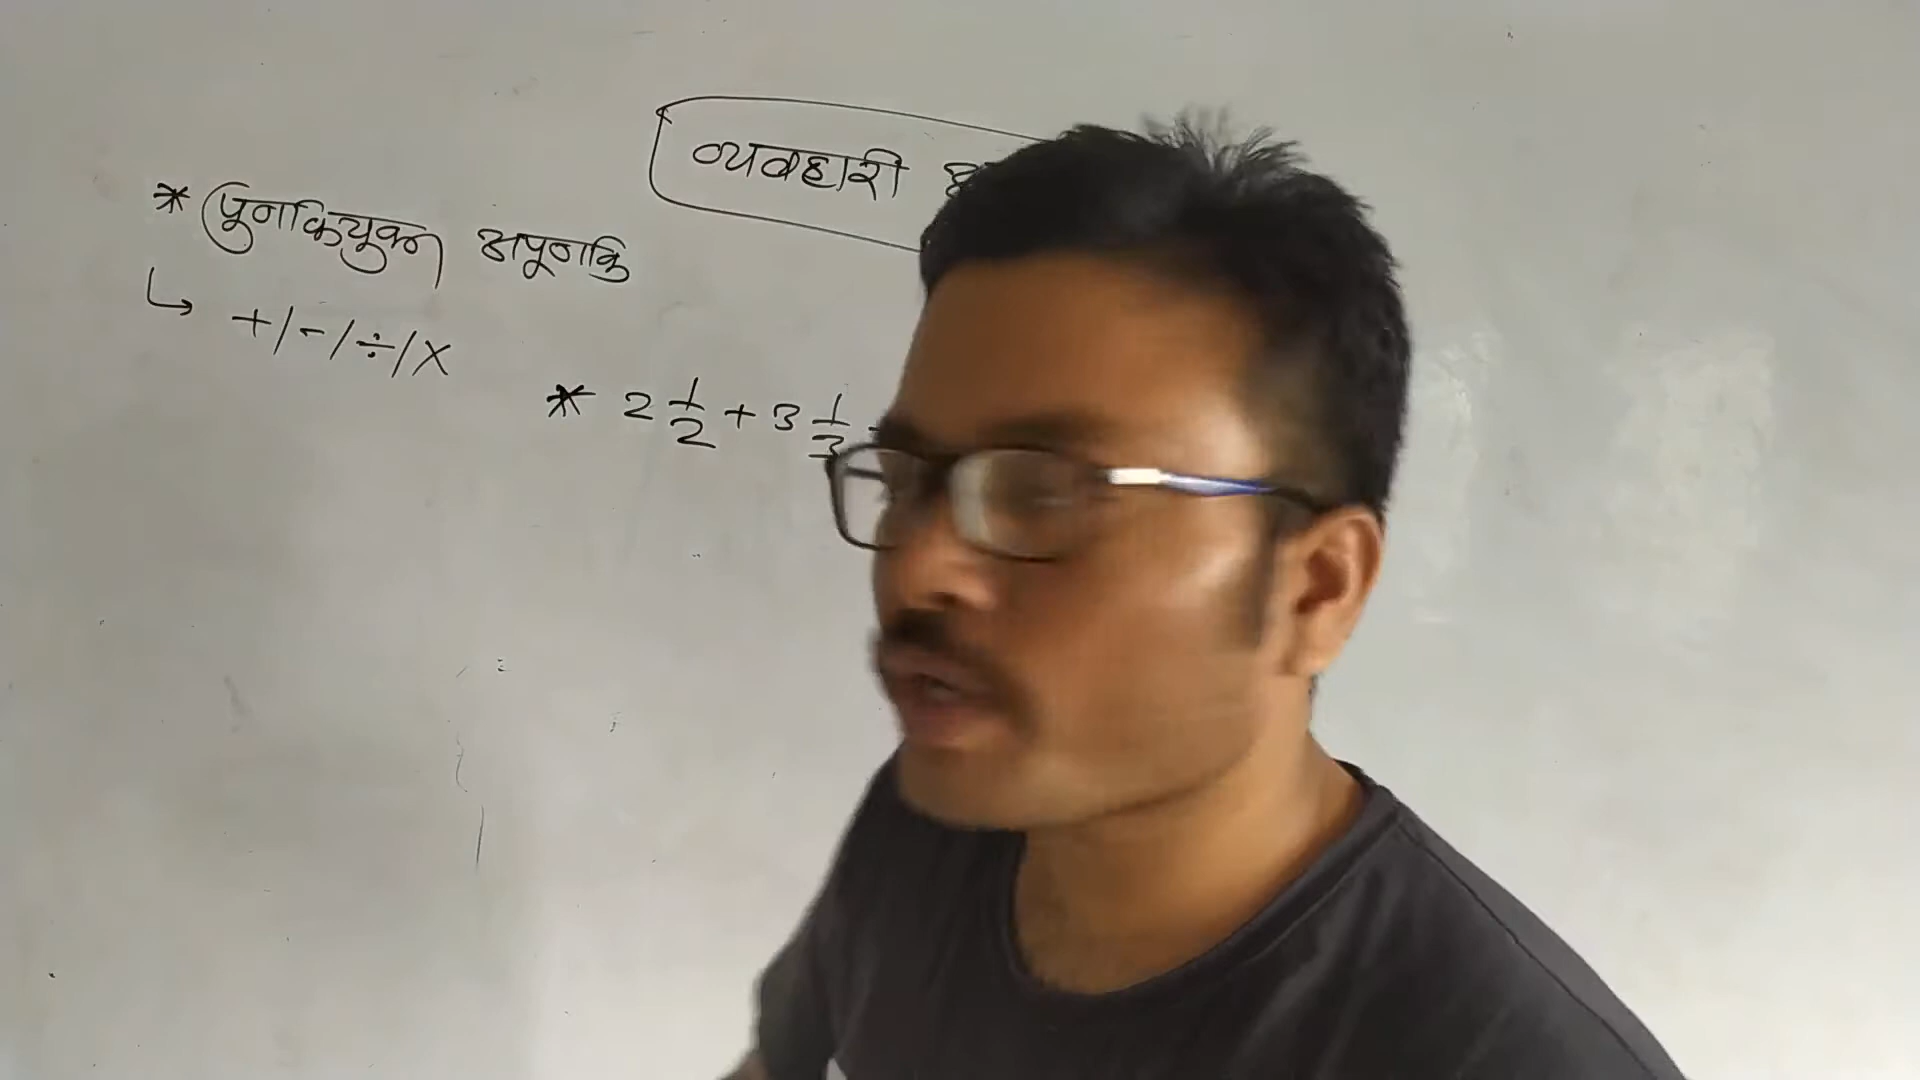 व्यवहारी
* पूर्णांकयुक्त अपूर्णांक
↳ +/-/÷/×
* 2 1/2 + 3 1/3